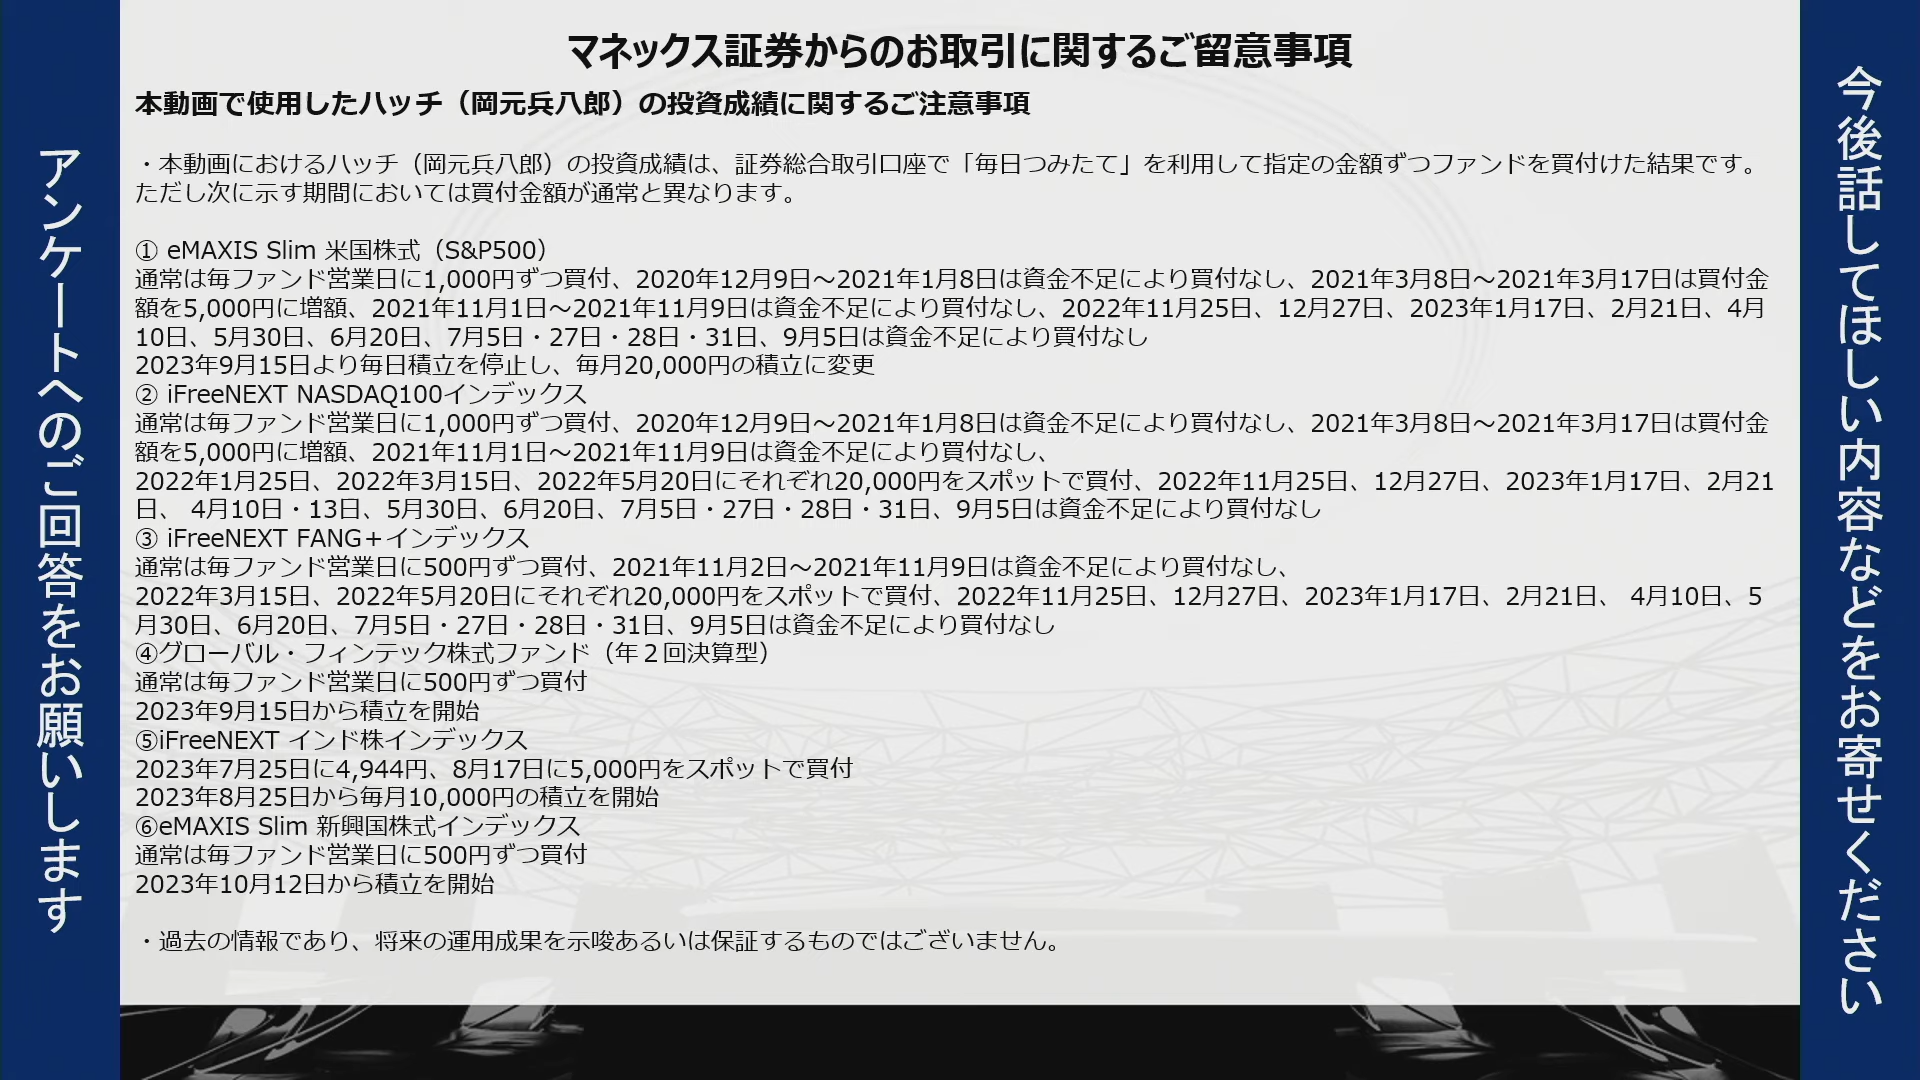 マネックス証券からのお取引に関するご留意事項
本動画で使用したハッチ（岡元兵八郎）の投資成績に関するご注意事項
・本動画におけるハッチ（岡元兵八郎）の投資成績は、証券総合取引口座で「毎日つみたて」を利用して指定の金額ずつファンドを買付けた結果です。
ただし次に示す期間においては買付金額が通常と異なります。
① eMAXIS Slim 米国株式（S&P500）
通常は毎ファンド営業日に1,000円ずつ買付、2020年12月9日～2021年1月8日は資金不足により買付なし、2021年3月8日～2021年3月17日は買付金
額を5,000円に増額、2021年11月1日～2021年11月9日は資金不足により買付なし、2022年11月25日、12月27日、2023年1月17日、2月21日、4月
10日、5月30日、6月20日、7月5日・27日・28日・31日、9月5日は資金不足により買付なし
2023年9月15日より毎日積立を停止し、毎月20,000円の積立に変更
② iFreeNEXT NASDAQ100インデックス
通常は毎ファンド営業日に1,000円ずつ買付、2020年12月9日～2021年1月8日は資金不足により買付なし、2021年3月8日～2021年3月17日は買付金
額を5,000円に増額、2021年11月1日～2021年11月9日は資金不足により買付なし、
2022年1月25日、2022年3月15日、2022年5月20日にそれぞれ20,000円をスポットで買付、2022年11月25日、12月27日、2023年1月17日、2月21
日、 4月10日・13日、5月30日、6月20日、7月5日・27日・28日・31日、9月5日は資金不足により買付なし
③ iFreeNEXT FANG＋インデックス
通常は毎ファンド営業日に500円ずつ買付、2021年11月2日～2021年11月9日は資金不足により買付なし、
2022年3月15日、2022年5月20日にそれぞれ20,000円をスポットで買付、2022年11月25日、12月27日、2023年1月17日、2月21日、 4月10日、5
月30日、6月20日、7月5日・27日・28日・31日、9月5日は資金不足により買付なし
④グローバル・フィンテック株式ファンド（年２回決算型）
通常は毎ファンド営業日に500円ずつ買付
2023年9月15日から積立を開始
⑤iFreeNEXT インド株インデックス
2023年7月25日に4,944円、8月17日に5,000円をスポットで買付
2023年8月25日から毎月10,000円の積立を開始
⑥eMAXIS Slim 新興国株式インデックス
通常は毎ファンド営業日に500円ずつ買付
2023年10月12日から積立を開始
・過去の情報であり、将来の運用成果を示唆あるいは保証するものではございません。
今後話してほしい内容などをお寄せください
アンケートへのご回答をお願いします